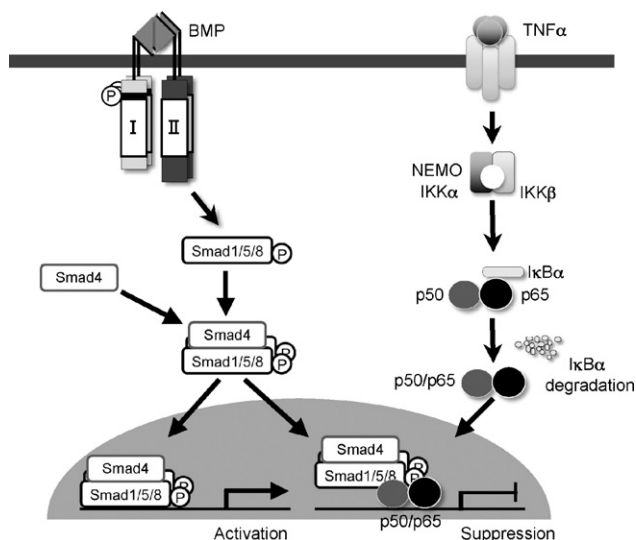 BMP
TNFα
P
I
II
NEMO
IKKα
IKKβ
Smad1/5/8
P
Smad4
IκBα
p50
p65
Smad4
Smad1/5/8
P
P
p50/p65
IκBα
degradation
Smad4
Smad1/5/8
P
P
Smad4
Smad1/5/8
P
p50/p65
Activation
Suppression